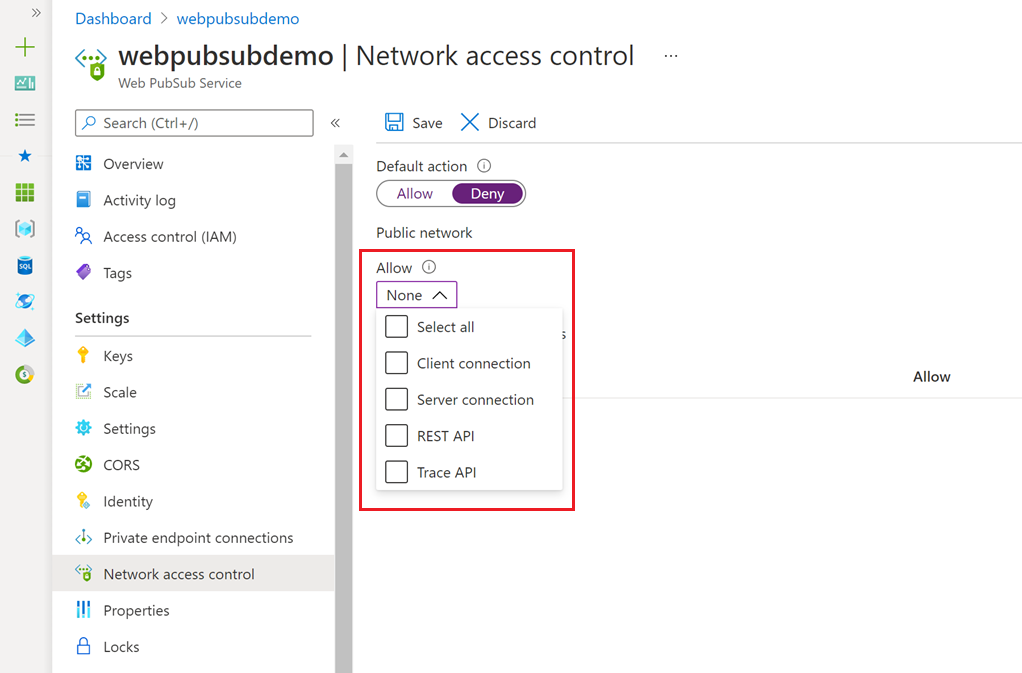 Dashboard > webpubsubdemo
webpubsubdemo | Network access control ...
Web PubSub Service
Search (Ctrl+/)
Overview
Activity log
Access control (IAM)
Tags
Settings
Keys
Scale
Settings
CORS
Identity
Private endpoint connections
Network access control
Properties
Locks
Save
Discard
Default action
Allow Deny
Public network
Allow
None
Select all
Client connection
Server connection
REST API
Trace API
Allow
SQL